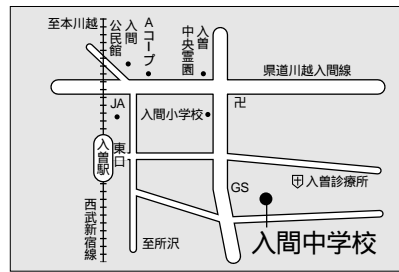 至本川越
入間公民館
Aコープ
入曽中央霊園
県道川越入間線
JA
入間小学校
卍
入曽駅
東口
GS
入曽診療所
西武新宿線
至所沢
入間中学校